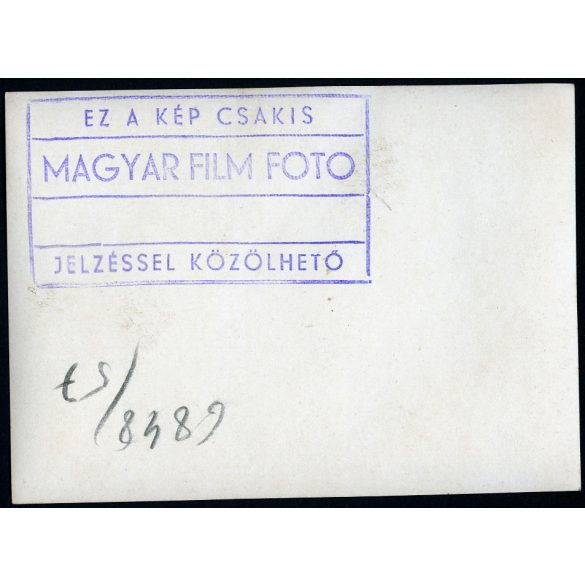 EZ A KÉP CSAKIS
MAGYAR FILM FOTO
JELZÉSSEL KÖZÖLHETŐ